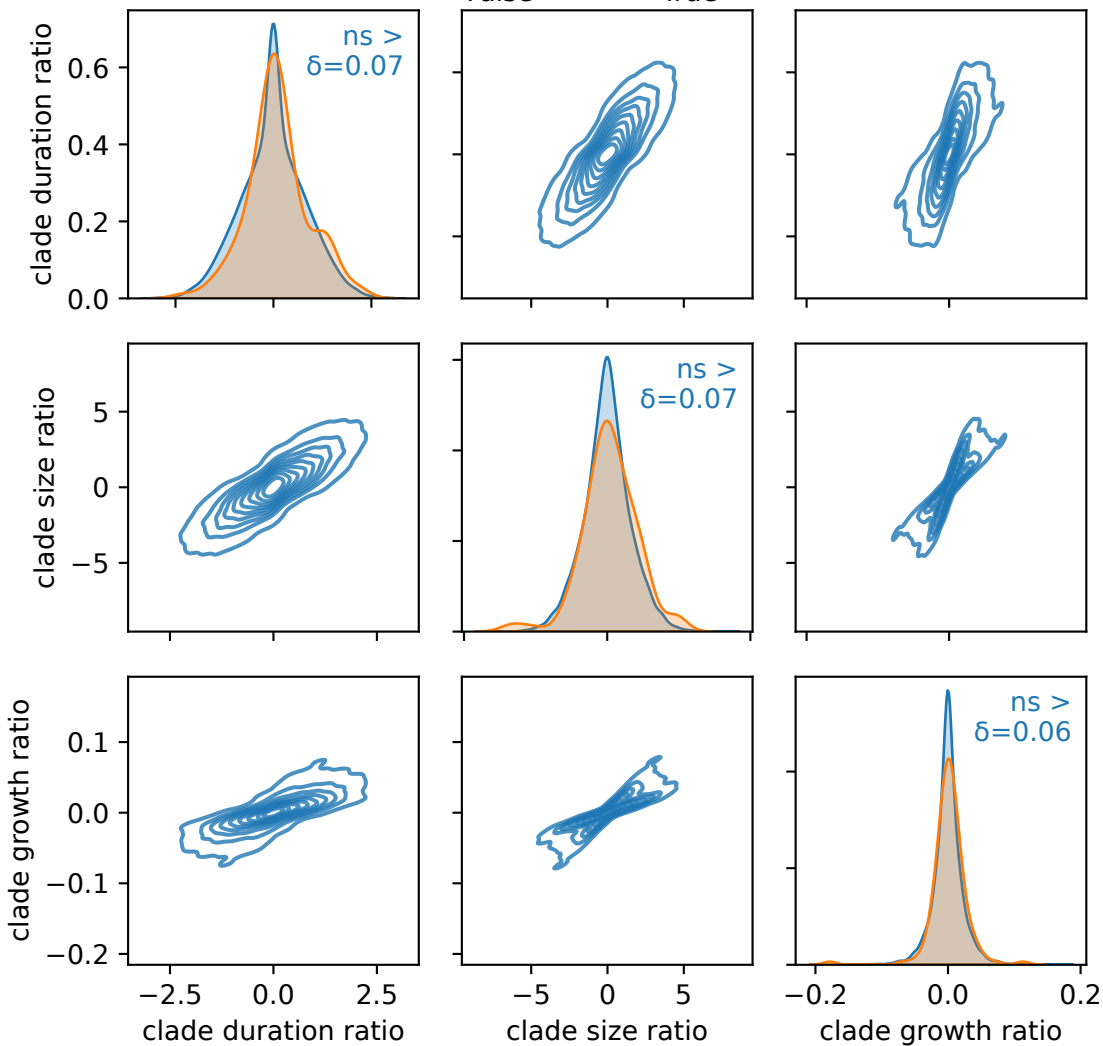 clade duration ratio
0.6
0.4
0.2
0.0
ns >
δ=0.07
clade size ratio
5
0
−5
ns >
δ=0.07
clade growth ratio
0.1
0.0
−0.1
−0.2
ns >
δ=0.06
−2.5 0.0 2.5
−5 0 5
−0.2 0.0 0.2
clade duration ratio
clade size ratio
clade growth ratio